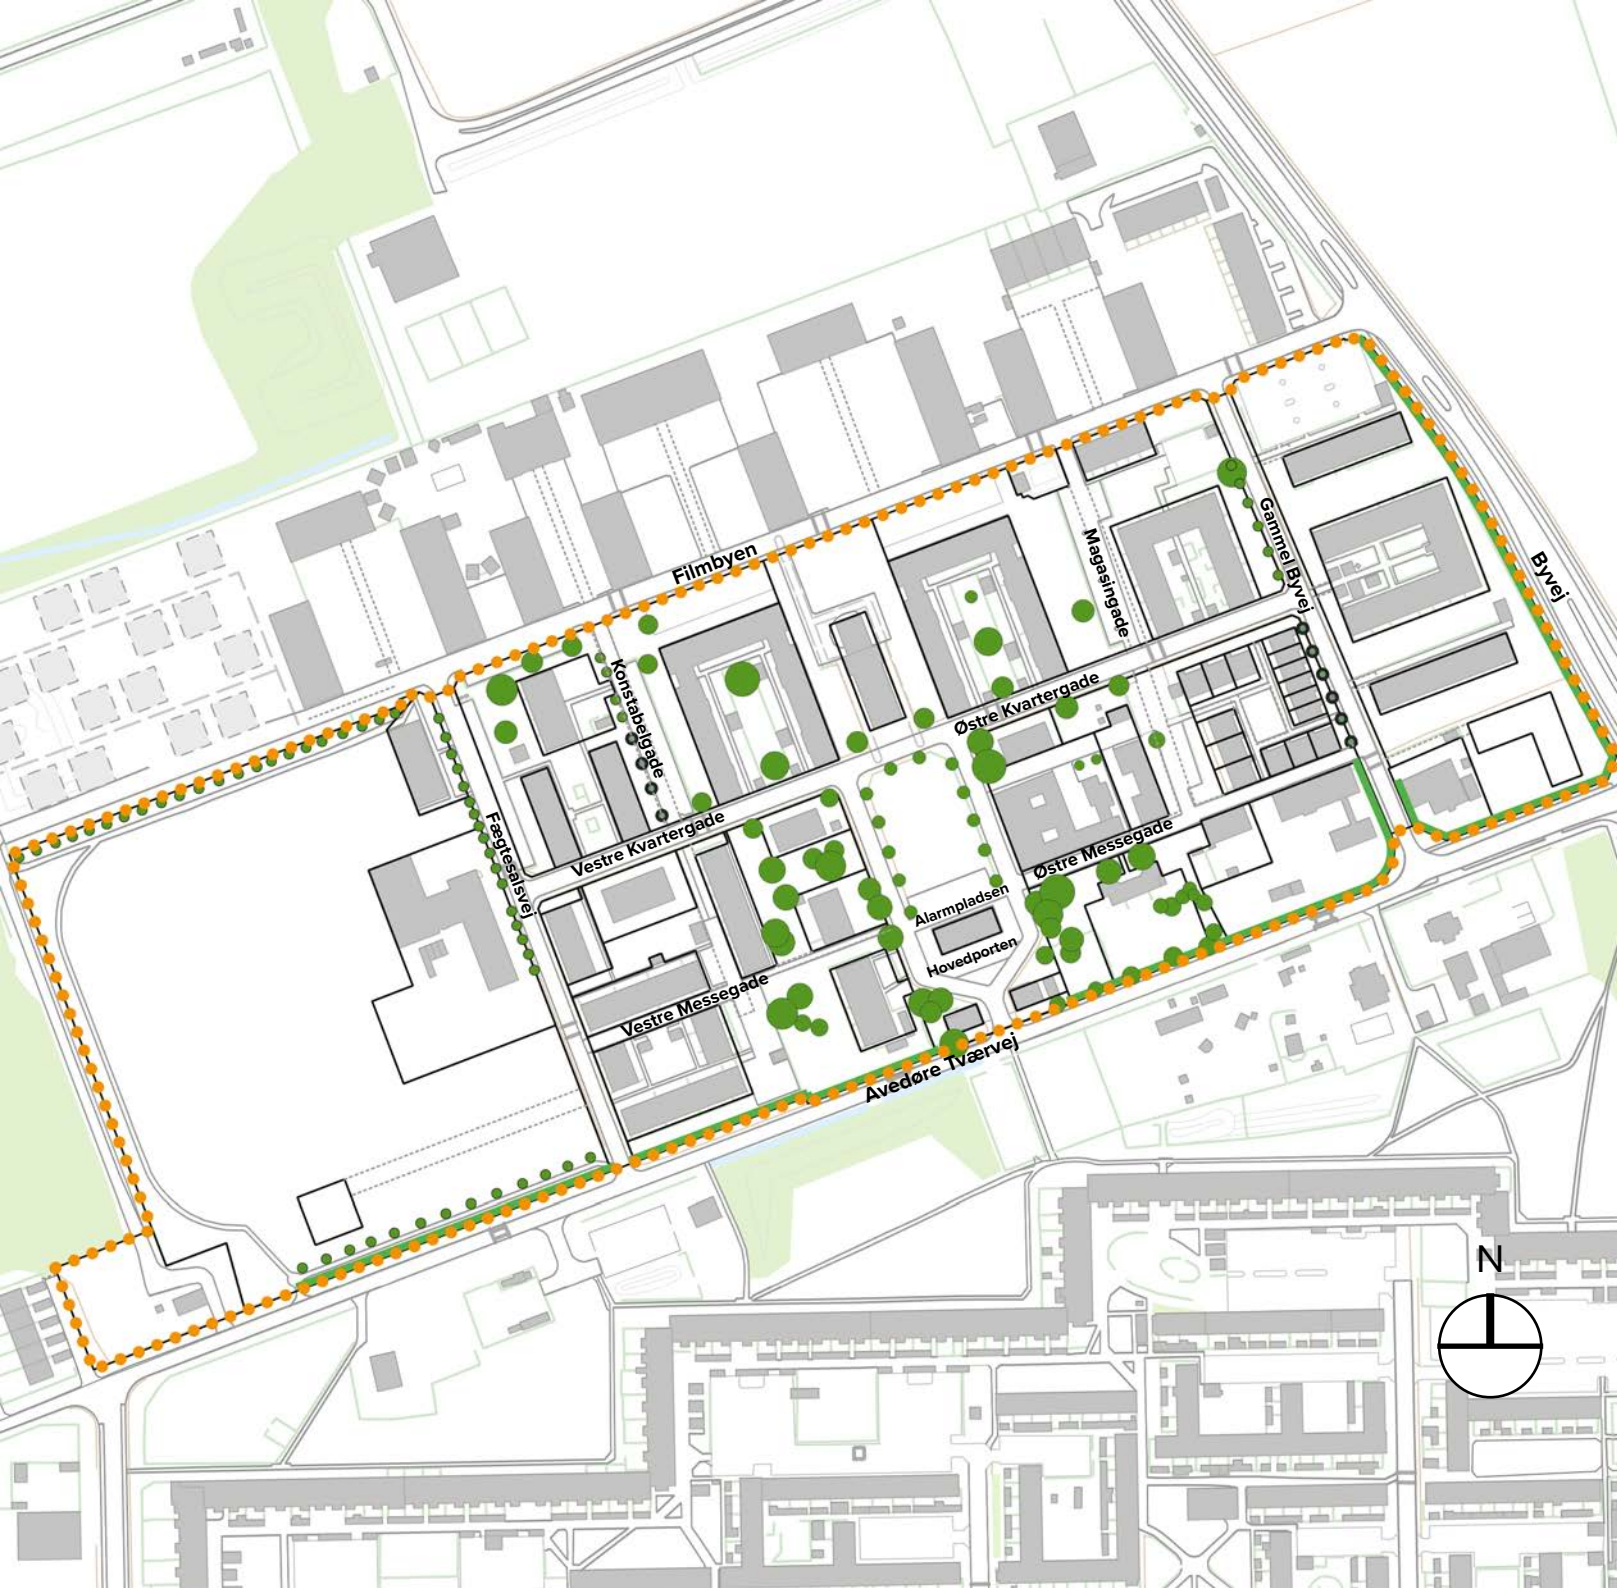 Filmbyen
Gammel Byvej
Byvej
Magasingade
Konstabelgade
Østre Kvartergade
Fægtesalsvej
Vestre Kvartergade
Østre Messegade
Alarmpladsen
Hovedporten
Vestre Messegade
Avedøre Tværvej
N